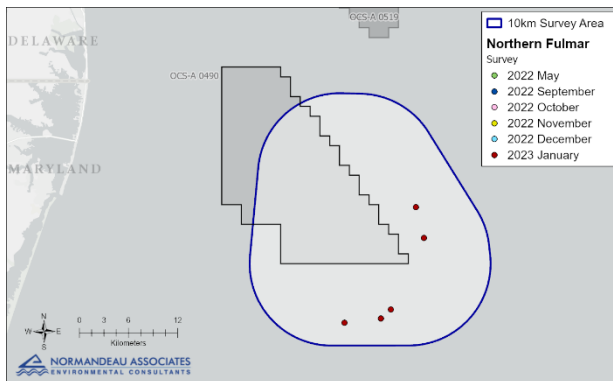 DELAWARE
MARYLAND
OCS-A 0519
OCS-A 0490
10km Survey Area
Northern Fulmar
Survey
2022 May
2022 September
2022 October
2022 November
2022 December
2023 January
N
W E
S
0 3 6 12
Kilometers
NORMANDEAU ASSOCIATES
ENVIRONMENTAL CONSULTANTS